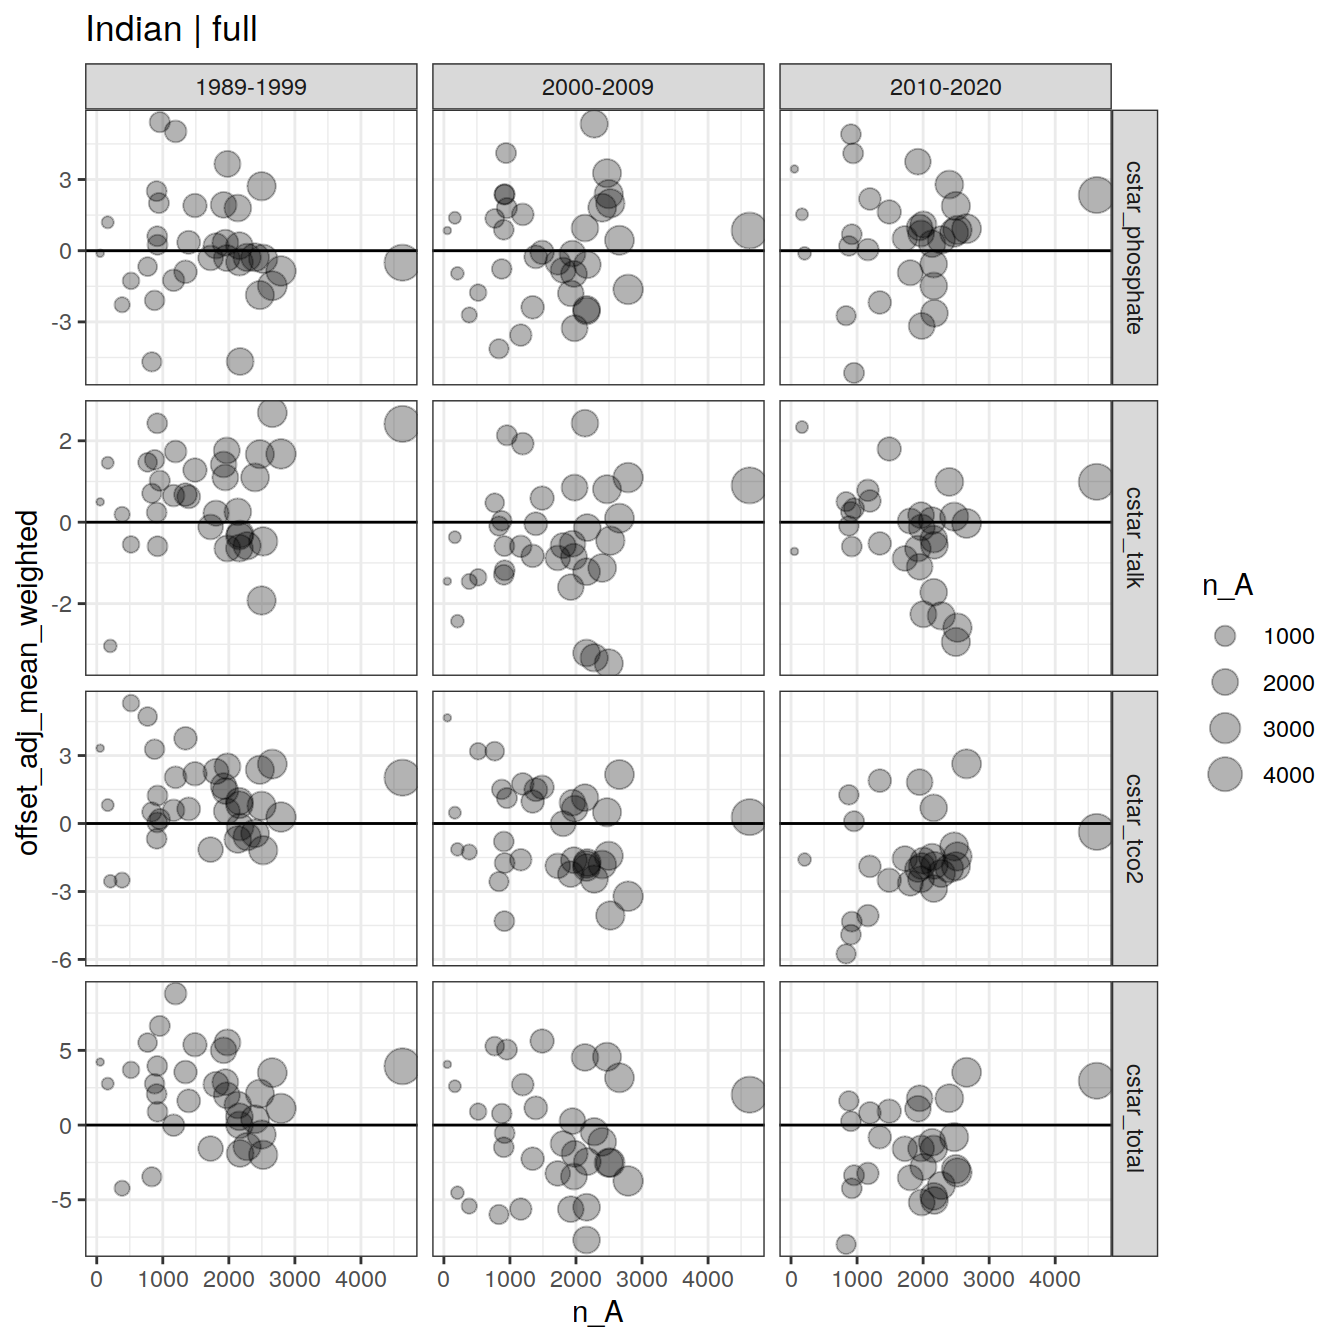 Indian | full
1989-1999
2000-2009
2010-2020
3
0
-3
cstar_phosphate
2
0
-2
cstar_talk
3
0
-3
-6
cstar_tco2
5
0
-5
cstar_total
0 1000 2000 3000 4000
0 1000 2000 3000 4000
0 1000 2000 3000 4000
n_A
offset_adj_mean_weighted
n_A
1000
2000
3000
4000